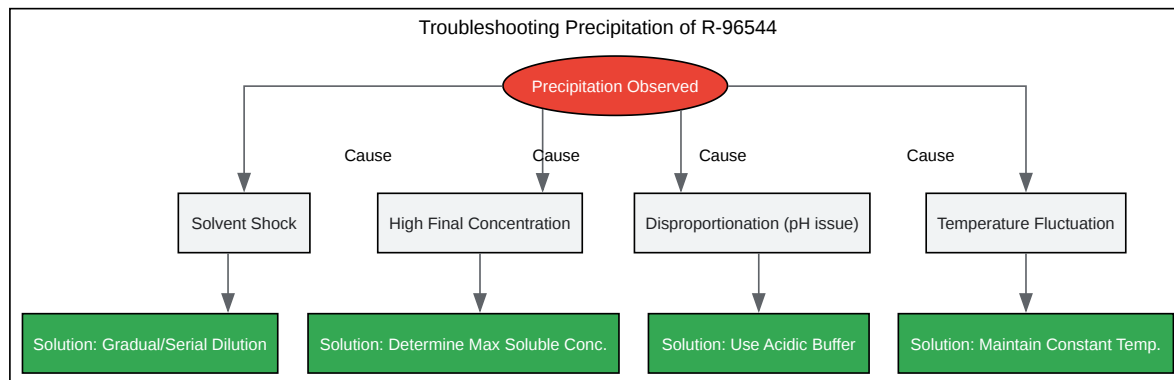 Troubleshooting Precipitation of R-96544
Precipitation Observed
Cause
Cause
Cause
Cause
Solvent Shock
High Final Concentration
Disproportionation (pH issue)
Temperature Fluctuation
Solution: Gradual/Serial Dilution
Solution: Determine Max Soluble Conc.
Solution: Use Acidic Buffer
Solution: Maintain Constant Temp.